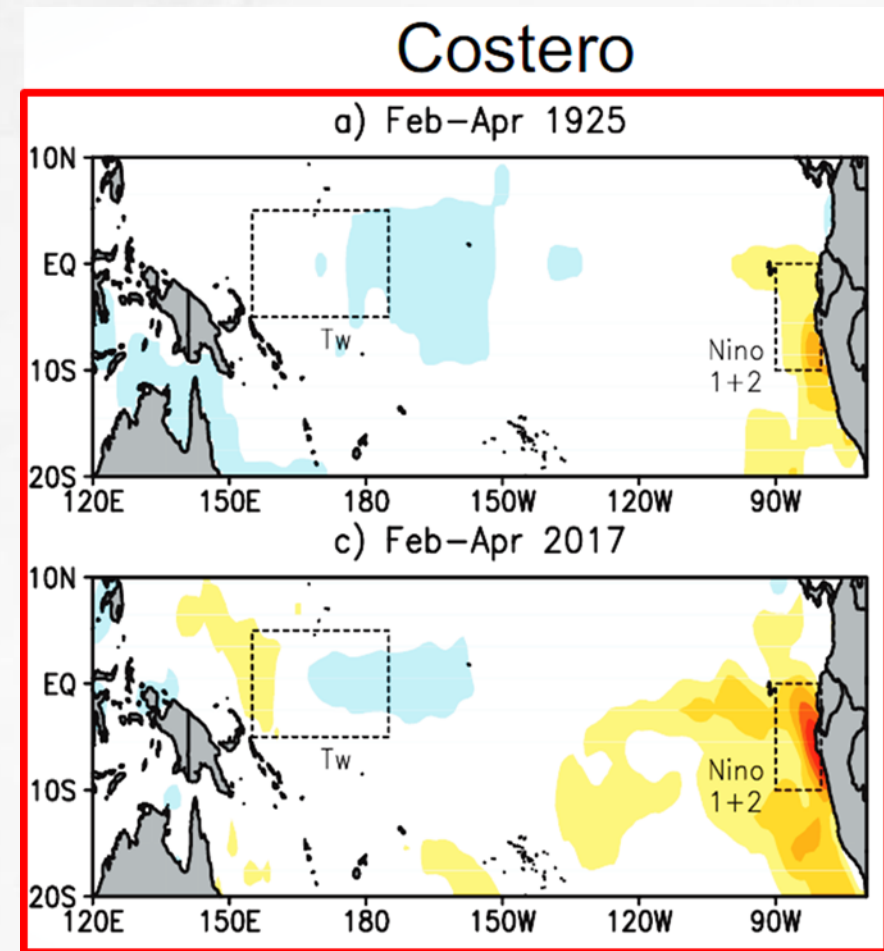 Costero
a) Feb-Apr 1925
10N
EQ
10S
20S
Tw
Nino
1+2
120E 150E 180 150W 120W 90W
c) Feb-Apr 2017
10N
EQ
10S
20S
Tw
Nino
1+2
120E 150E 180 150W 120W 90W